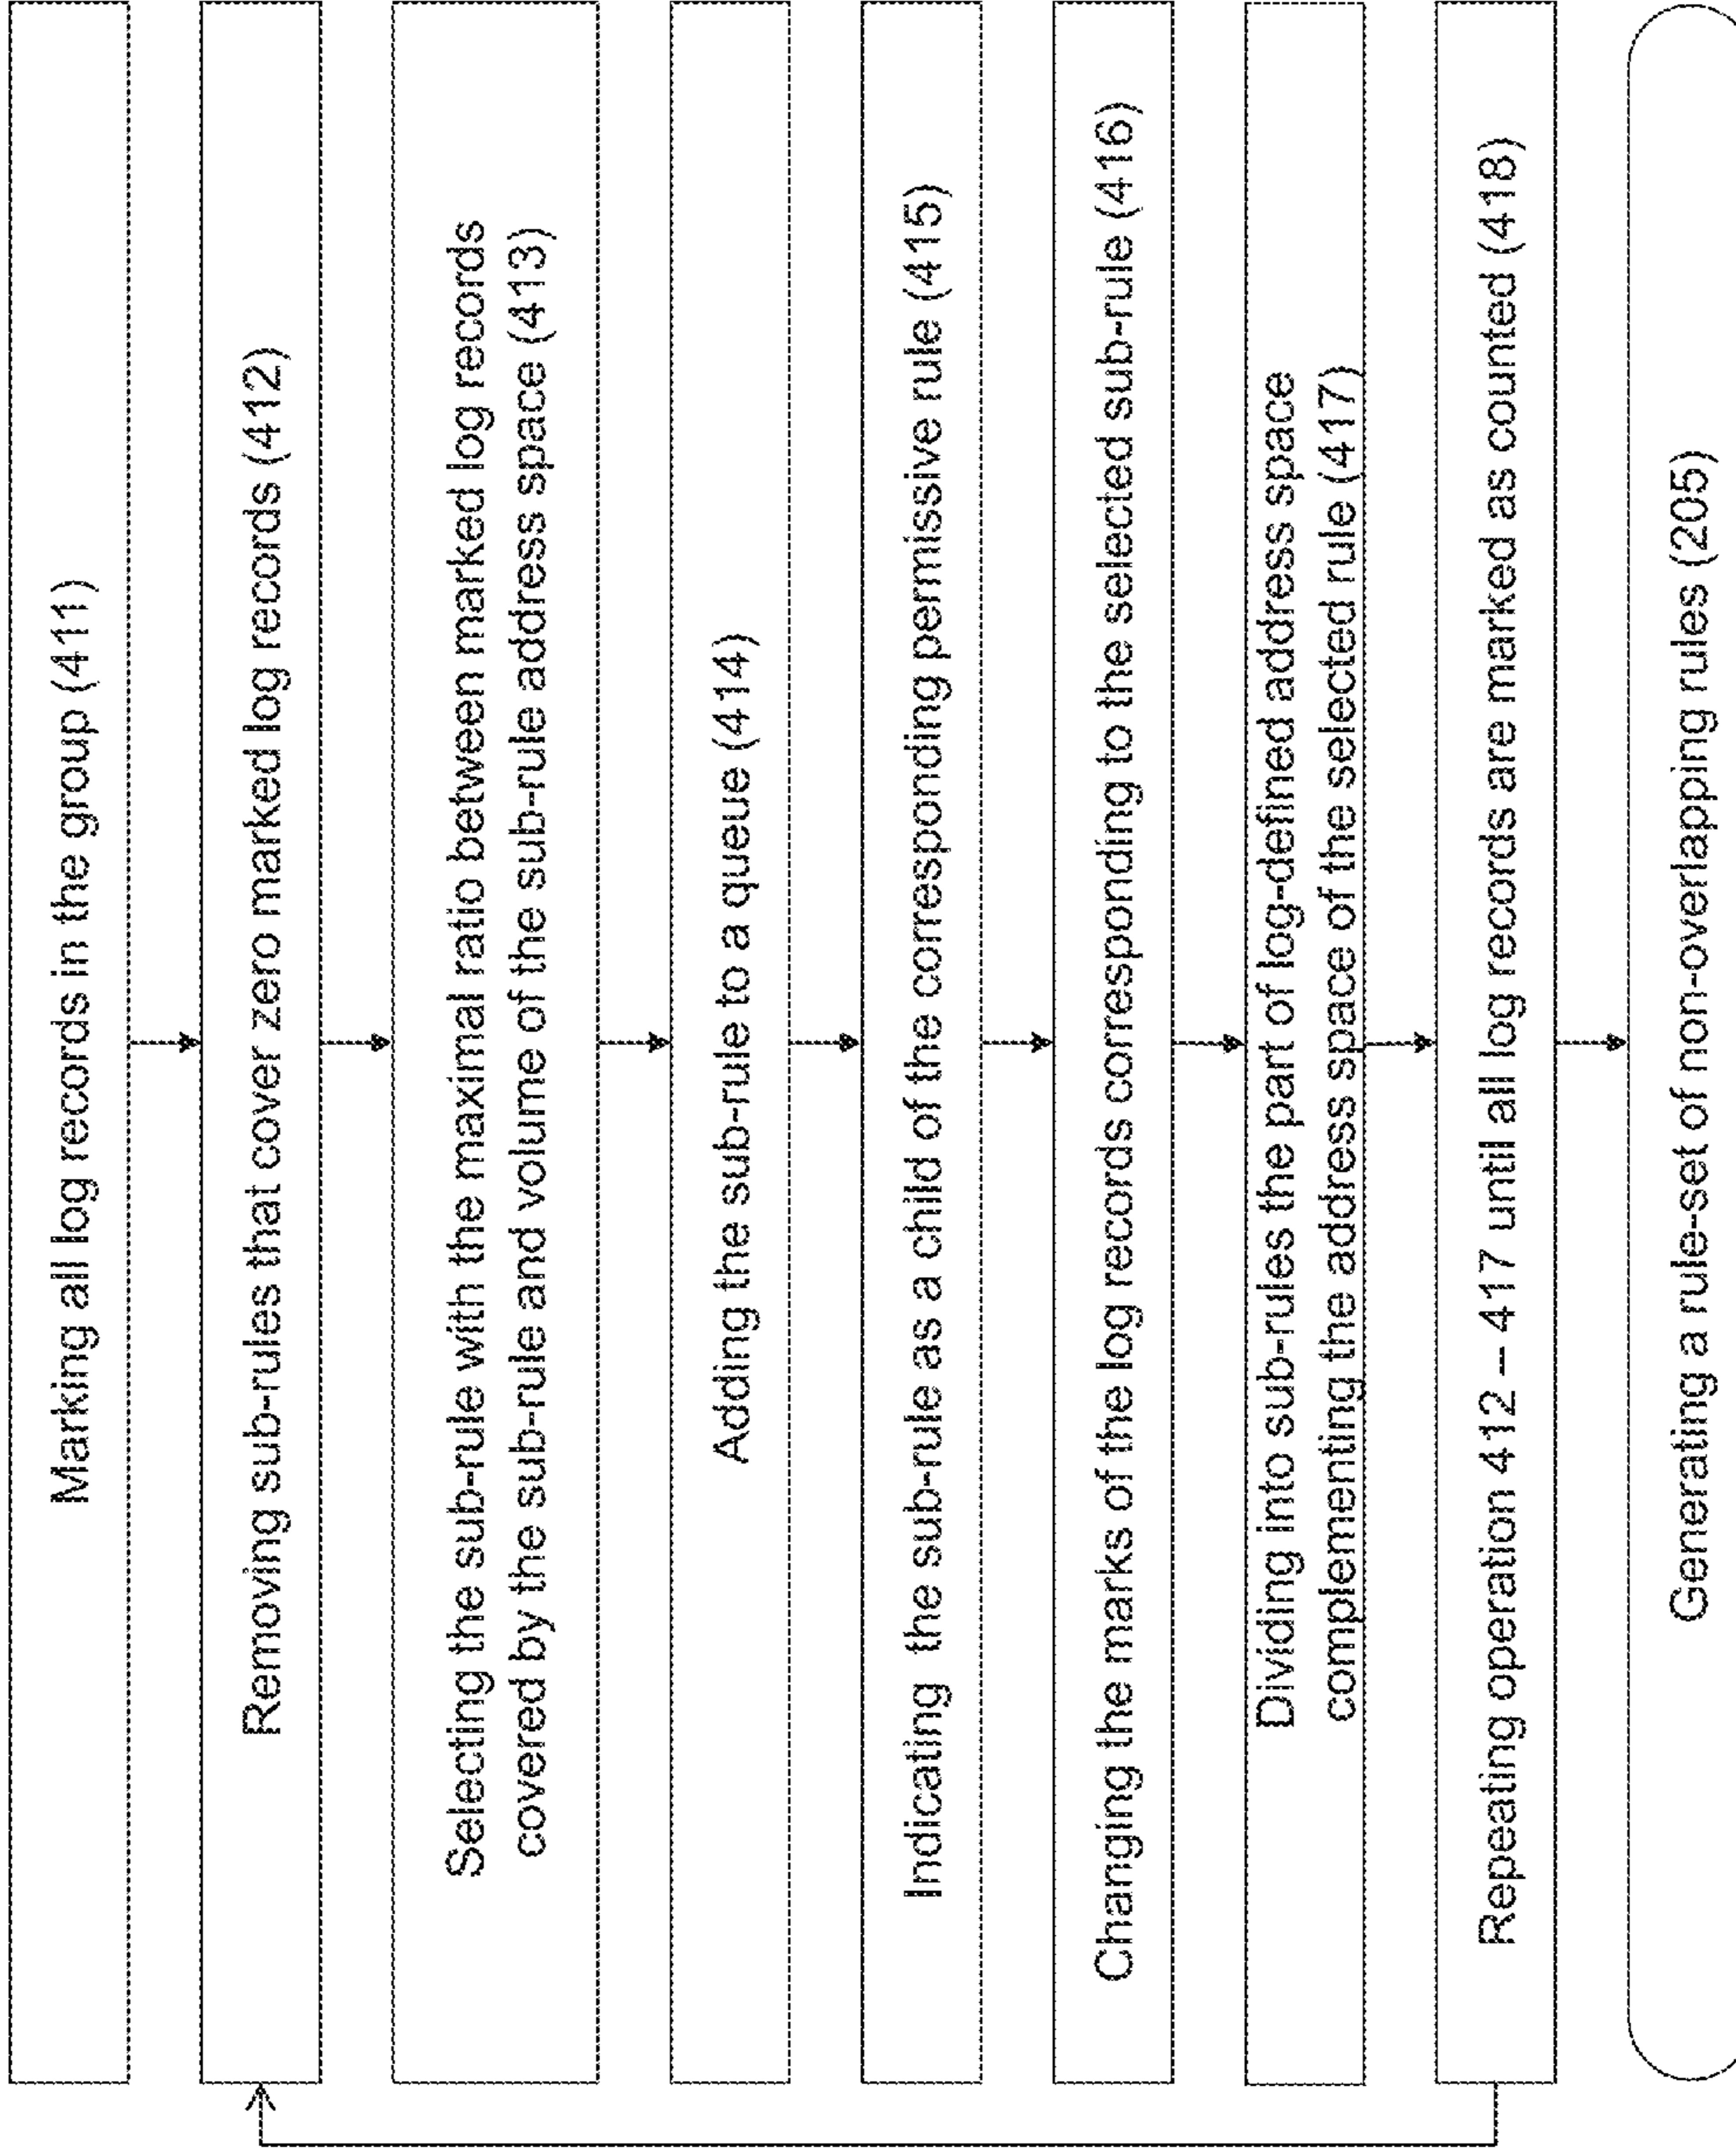 Marking all log records in the group (411)
Removing sub-rules that cover zero marked log records (412)
Selecting the sub-rule with the maximal ratio between marked log records
covered by the sub-rule and volume of the sub-rule address space (413)
Adding the sub-rule to a queue (414)
Indicating the sub-rule as a child of the corresponding permissive rule (415)
Changing the marks of the log records corresponding to the selected sub-rule (416)
Dividing into sub-rules the part of log-defined address space
complementing the address space of the selected rule (417)
Repeating operation 412 – 417 until all log records are marked as counted (418)
Generating a rule-set of non-overlapping rules (205)